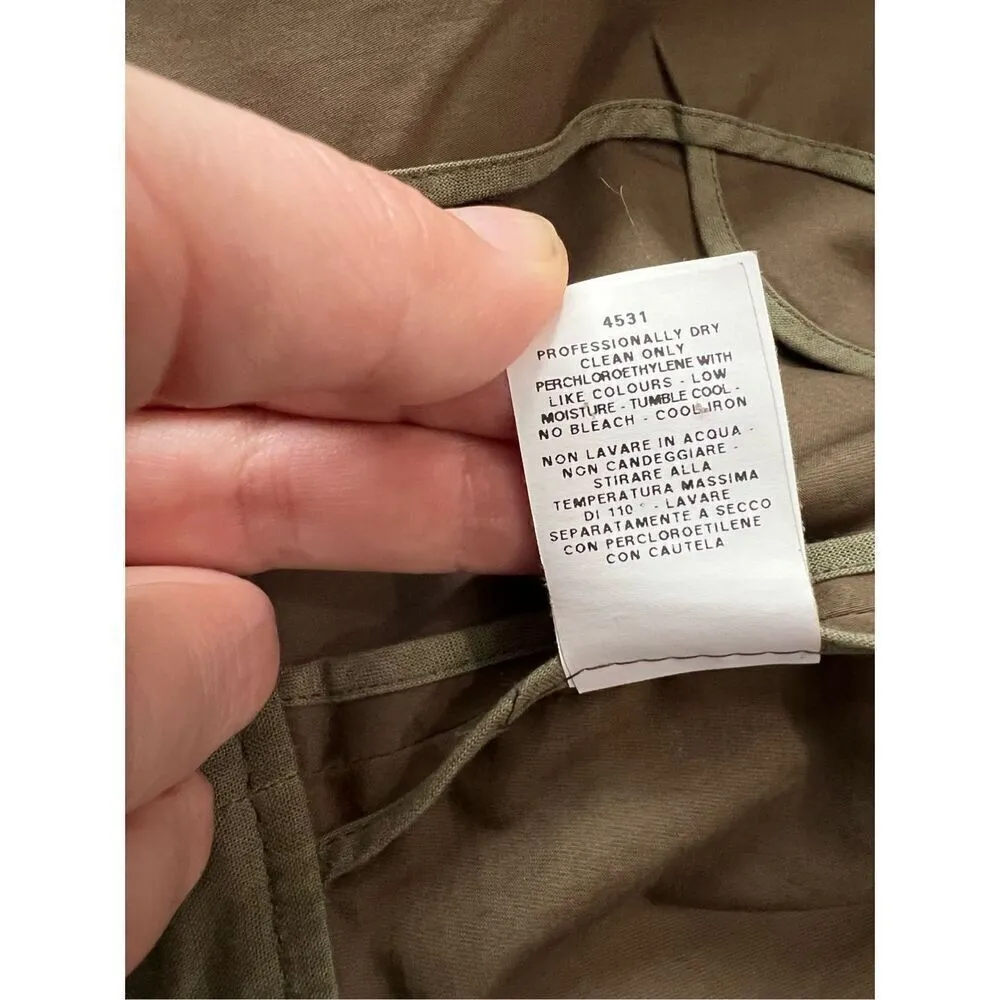 4531
PROFESSIONALLY DRY
CLEAN ONLY
PERCHLOROETHYLENE WITH
LIKE COLOURS - LOW
MOISTURE - TUMBLE COOL -
NO BLEACH - COOL IRON
NON LAVARE IN ACQUA -
NON CANDEGGIARE -
STIRARE ALLA
TEMPERATURA MASSIMA
DI 110 ° - LAVARE
SEPARATAMENTE A SECCO
CON PERCLOROETILENE
CON CAUTELA